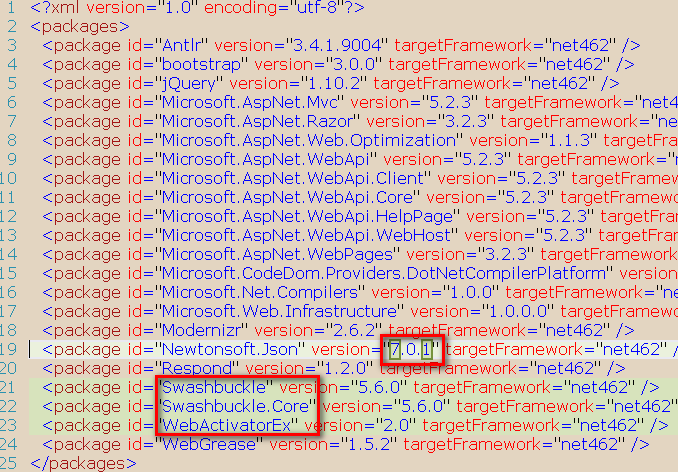 1 <?xml version="1.0" encoding="utf-8"?>
2 <packages>
3 <package id="Antlr" version="3.4.1.9004" targetFramework="net462" />
4 <package id="bootstrap" version="3.0.0" targetFramework="net462" />
5 <package id="jQuery" version="1.10.2" targetFramework="net462" />
6 <package id="Microsoft.AspNet.Mvc" version="5.2.3" targetFramework="net4
7 <package id="Microsoft.AspNet.Razor" version="3.2.3" targetFramework="net
8 <package id="Microsoft.AspNet.Web.Optimization" version="1.1.3" targetFram
9 <package id="Microsoft.AspNet.WebApi" version="5.2.3" targetFramework="ne
10 <package id="Microsoft.AspNet.WebApi.Client" version="5.2.3" targetFramew
11 <package id="Microsoft.AspNet.WebApi.Core" version="5.2.3" targetFramewo
12 <package id="Microsoft.AspNet.WebApi.HelpPage" version="5.2.3" targetFra
13 <package id="Microsoft.AspNet.WebApi.WebHost" version="5.2.3" targetFra
14 <package id="Microsoft.AspNet.WebPages" version="3.2.3" targetFramework
15 <package id="Microsoft.CodeDom.Providers.DotNetCompilerPlatform" version
16 <package id="Microsoft.Net.Compilers" version="1.0.0" targetFramework="n
17 <package id="Microsoft.Web.Infrastructure" version="1.0.0.0" targetFramew
18 <package id="Modernizr" version="2.6.2" targetFramework="net462" />
19 <package id="Newtonsoft.Json" version="7.0.1" targetFramework="net462" /
20 <package id="Respond" version="1.2.0" targetFramework="net462" />
21 <package id="Swashbuckle" version="5.6.0" targetFramework="net462" />
22 <package id="Swashbuckle.Core" version="5.6.0" targetFramework="net462"
23 <package id="WebActivatorEx" version="2.0" targetFramework="net462" />
24 <package id="WebGrease" version="1.5.2" targetFramework="net462" />
25 </packages>